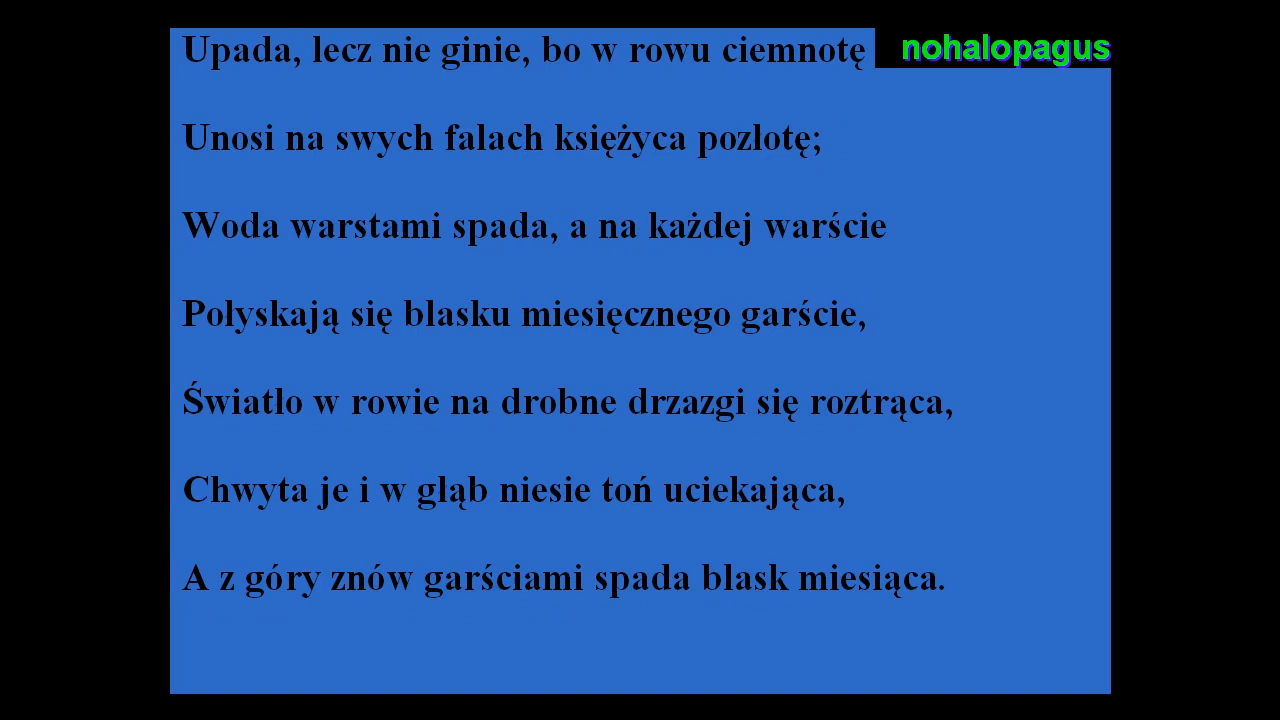 Upada, lecz nie ginie, bo w rowu ciemnotę
nohalopagus
Unosi na swych falach księżyca pozłotę;
Woda warstami spada, a na każdej warście
Połyskają się blasku miesięcznego garście,
Światło w rowie na drobne drzazgi się roztrąca,
Chwyta je i w głąb niesie toń uciekająca,
A z góry znów garściami spada blask miesiąca.